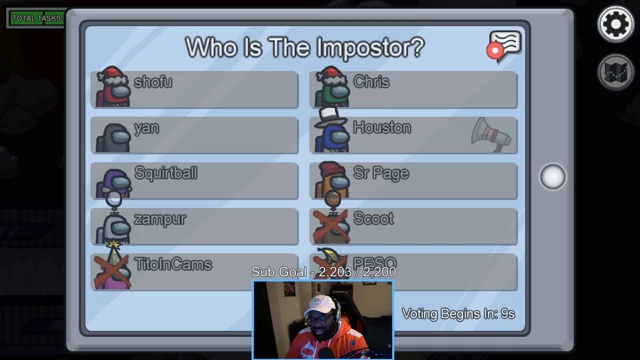 TOTAL TASKS
Who Is The Impostor?
shofu
Chris
yan
Houston
Squirtball
Sr Page
zampur
Scoot
TitoInCams
PESO
Sub Goal - 2,203 / 2,200
Voting Begins In: 9s